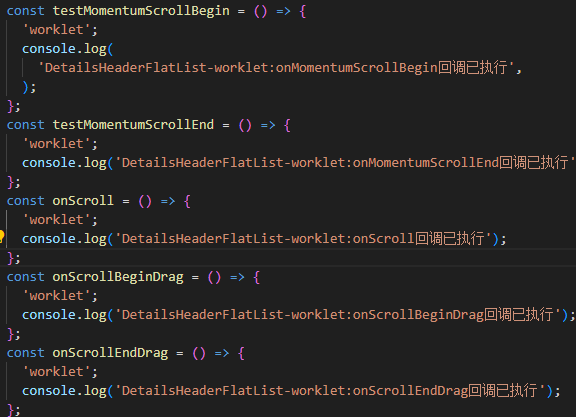 const testMomentumScrollBegin = () => {
'worklet';
console.log(
'DetailsHeaderFlatList-worklet:onMomentumScrollBegin回调已执行',
);
};
const testMomentumScrollEnd = () => {
'worklet';
console.log('DetailsHeaderFlatList-worklet:onMomentumScrollEnd回调已执行'
};
const onScroll = () => {
'worklet';
console.log('DetailsHeaderFlatList-worklet:onScroll回调已执行');
};
const onScrollBeginDrag = () => {
'worklet';
console.log('DetailsHeaderFlatList-worklet:onScrollBeginDrag回调已执行');
};
const onScrollEndDrag = () => {
'worklet';
console.log('DetailsHeaderFlatList-worklet:onScrollEndDrag回调已执行');
};